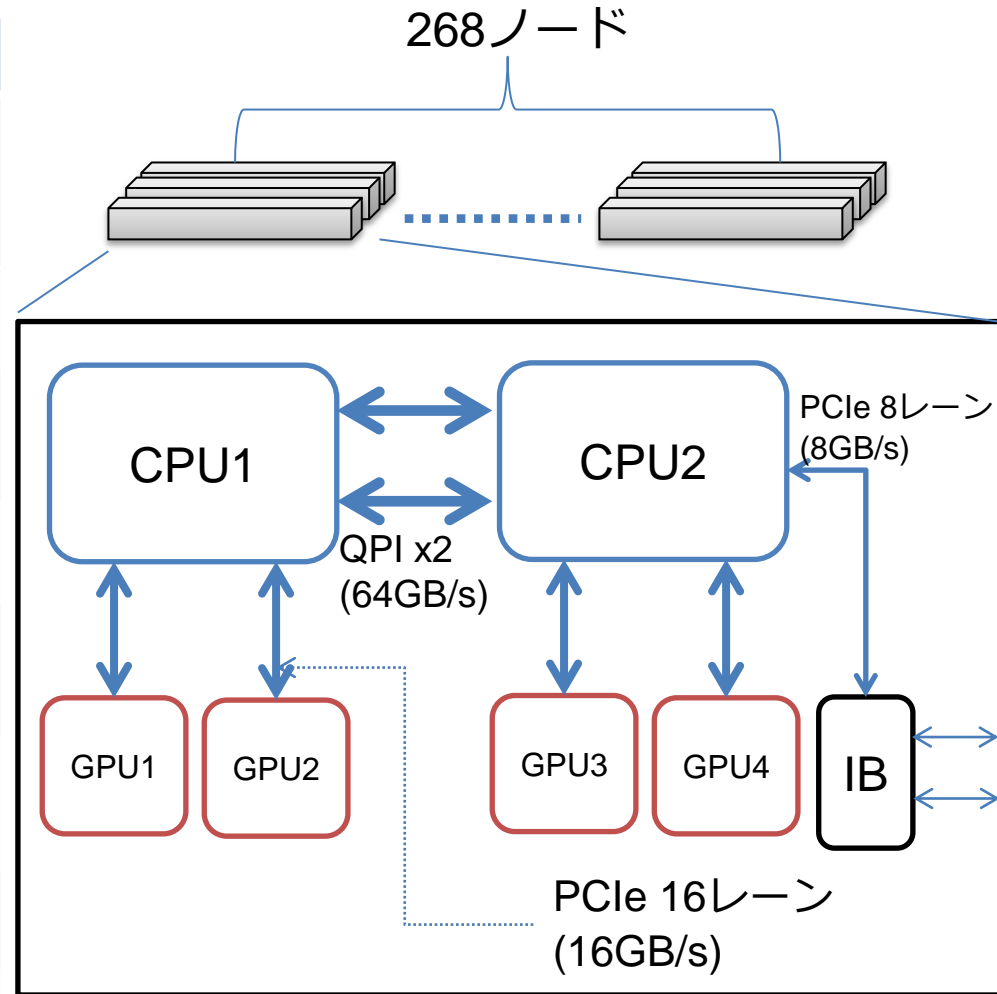 268ノード
PCIe 8レーン
(8GB/s)
CPU1
CPU2
QPI x2
(64GB/s)
GPU1
GPU2
GPU3
GPU4
IB
PCIe 16レーン
(16GB/s)